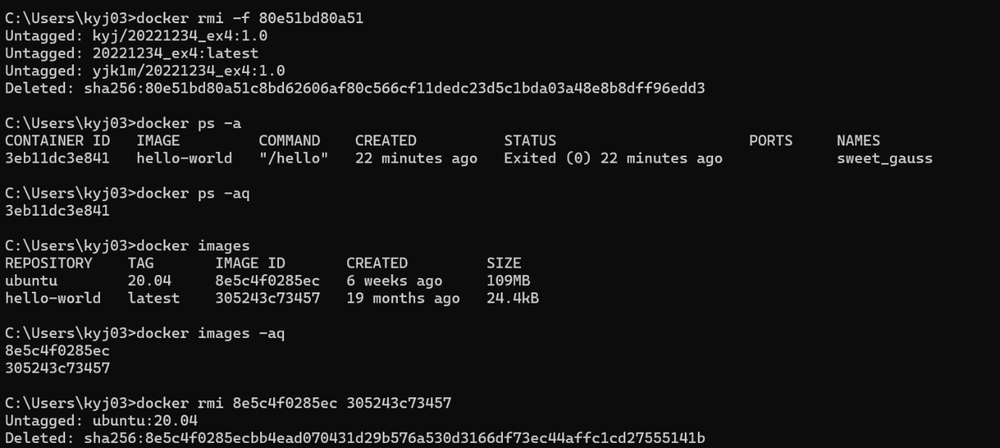 C:\Users\kyj03>docker rmi -f 80e51bd80a51
Untagged: kyj/20221234_ex4:1.0
Untagged: 20221234_ex4:latest
Untagged: yjk1m/20221234_ex4:1.0
Deleted: sha256:80e51bd80a51c8bd62606af80c566cf11dedc23d5c1bda03a48e8b8dff96edd3
C:\Users\kyj03>docker ps -a
CONTAINER ID   IMAGE         COMMAND    CREATED          STATUS                      PORTS     NAMES
3eb11dc3e841   hello-world   "/hello"   22 minutes ago   Exited (0) 22 minutes ago             sweet_gauss
C:\Users\kyj03>docker ps -aq
3eb11dc3e841
C:\Users\kyj03>docker images
REPOSITORY    TAG       IMAGE ID       CREATED         SIZE
ubuntu        20.04     8e5c4f0285ec   6 weeks ago     109MB
hello-world   latest    305243c73457   19 months ago   24.4kB
C:\Users\kyj03>docker images -aq
8e5c4f0285ec
305243c73457
C:\Users\kyj03>docker rmi 8e5c4f0285ec 305243c73457
Untagged: ubuntu:20.04
Deleted: sha256:8e5c4f0285ecbb4ead070431d29b576a530d3166df73ec44affc1cd27555141b